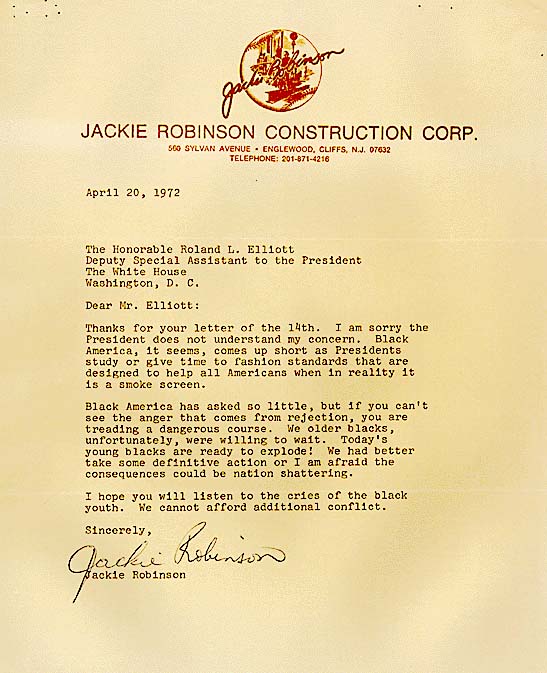 Jackie Robinson
JACKIE ROBINSON CONSTRUCTION CORP.
560 SYLVAN AVENUE • ENGLEWOOD, CLIFFS, N.J. 07632
TELEPHONE: 201-871-4216
April 20, 1972
The Honorable Roland L. Elliott
Deputy Special Assistant to the President
The White House
Washington, D. C.
Dear Mr. Elliott:
Thanks for your letter of the 14th. I am sorry the
President does not understand my concern. Black
America, it seems, comes up short as Presidents
study or give time to fashion standards that are
designed to help all Americans when in reality it
is a smoke screen.
Black America has asked so little, but if you can't
see the anger that comes from rejection, you are
treading a dangerous course. We older blacks,
unfortunately, were willing to wait. Today's
young blacks are ready to explode! We had better
take some definitive action or I am afraid the
consequences could be nation shattering.
I hope you will listen to the cries of the black
youth. We cannot afford additional conflict.
Sincerely,
Jackie Robinson
Jackie Robinson